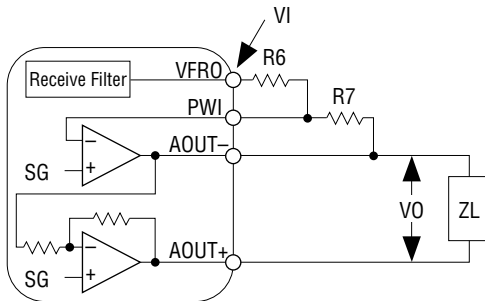 VI
Receive Filter
VFRO
R6
PWI
R7
AOUT–
SG
VO
ZL
AOUT+
SG